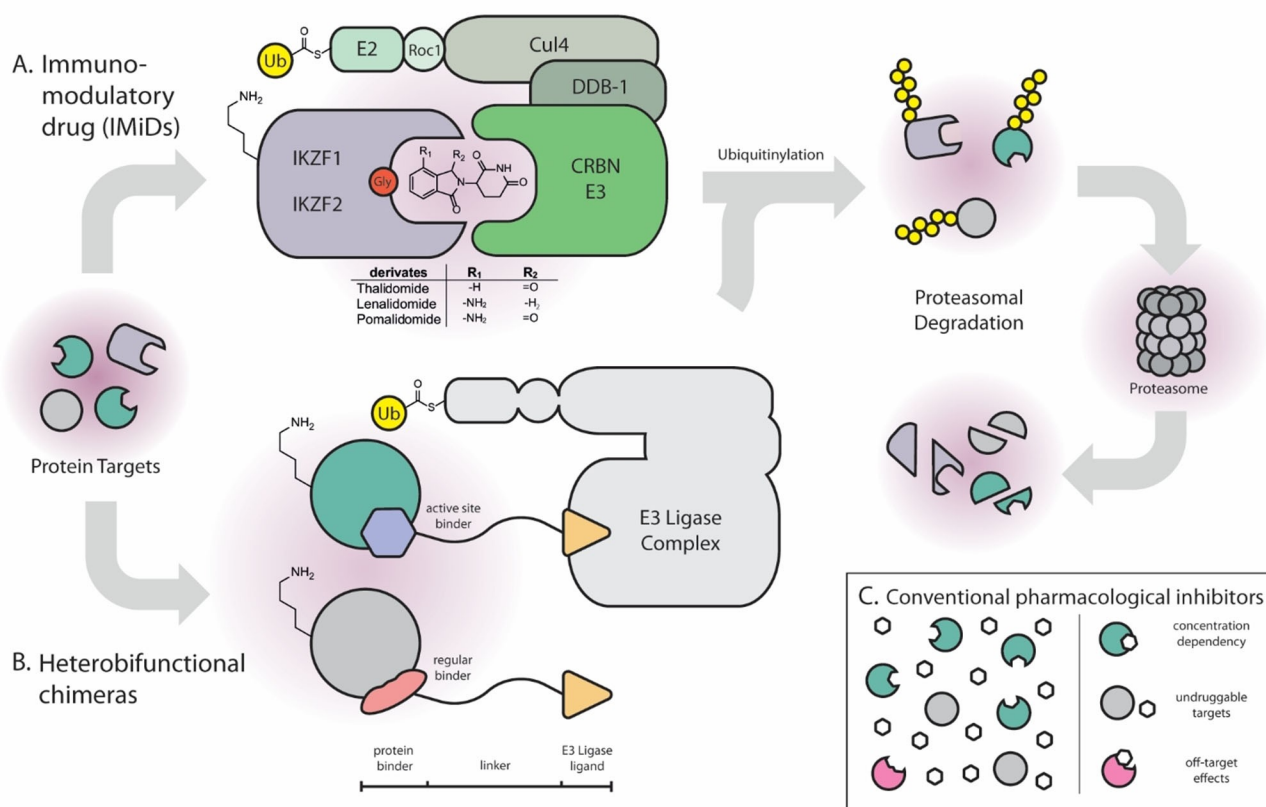 A. Immuno-
modulatory
drug (IMiDs)
Ub
O
S
E2
Roc1
Cul4
DDB-1
NH2
IKZF1
IKZF2
Gly
R1
R2
N
O
O
NH
O
CRBN
E3
derivates R1 R2
Thalidomide -H =O
Lenalidomide -NH2 -H2
Pomalidomide -NH2 =O
Ubiquitinylation
Proteasomal
Degradation
Proteasome
Protein Targets
B. Heterobifunctional
chimeras
Ub
O
S
NH2
active site
binder
E3 Ligase
Complex
NH2
regular
binder
protein
binder
linker
E3 Ligase
ligand
C. Conventional pharmacological inhibitors
concentration
dependency
undruggable
targets
off-target
effects